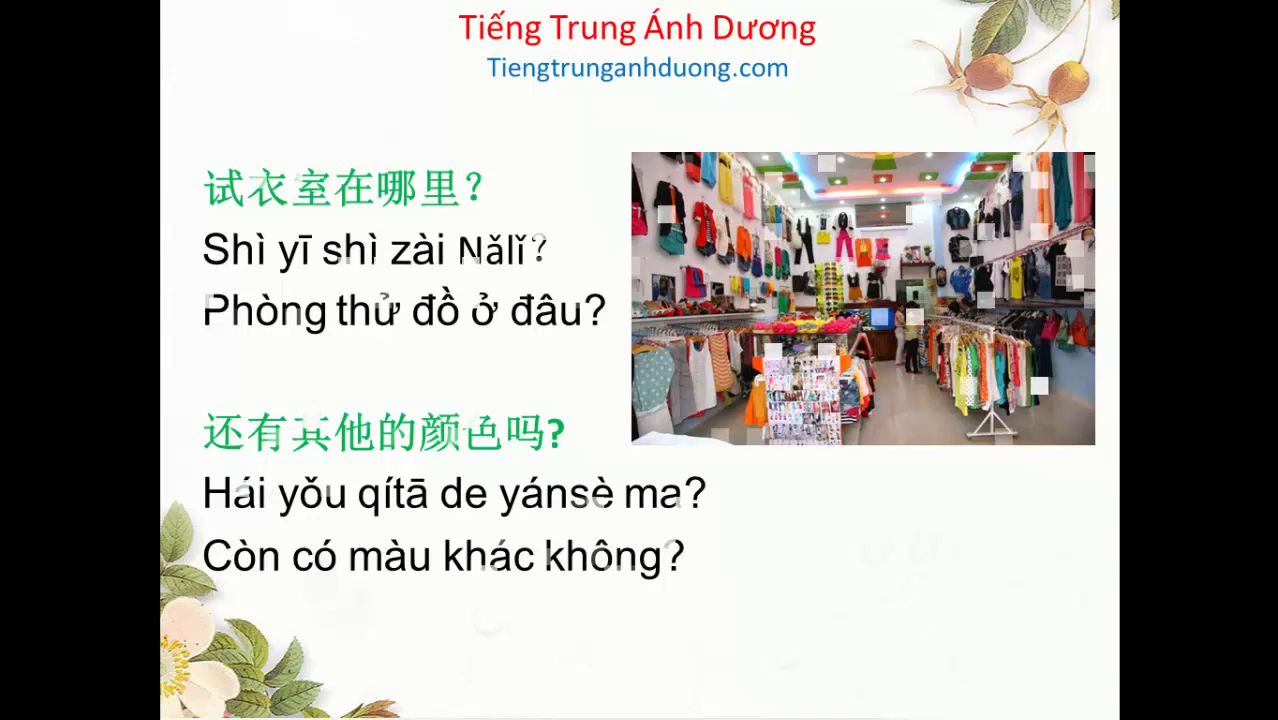 Tiếng Trung Ánh Dương
Tiengtrunganhduong.com
试衣室在哪里？
Shì yī shì zài Nǎlǐ?
Phòng thử đồ ở đâu?
还有其他的颜色吗?
Hái yǒu qítā de yánsè ma?
Còn có màu khác không?